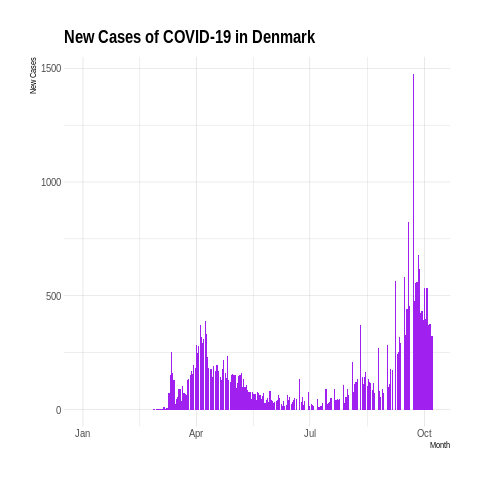 New Cases of COVID-19 in Denmark
New Cases
1500
1000
500
0
Jan Apr Jul Oct
Month